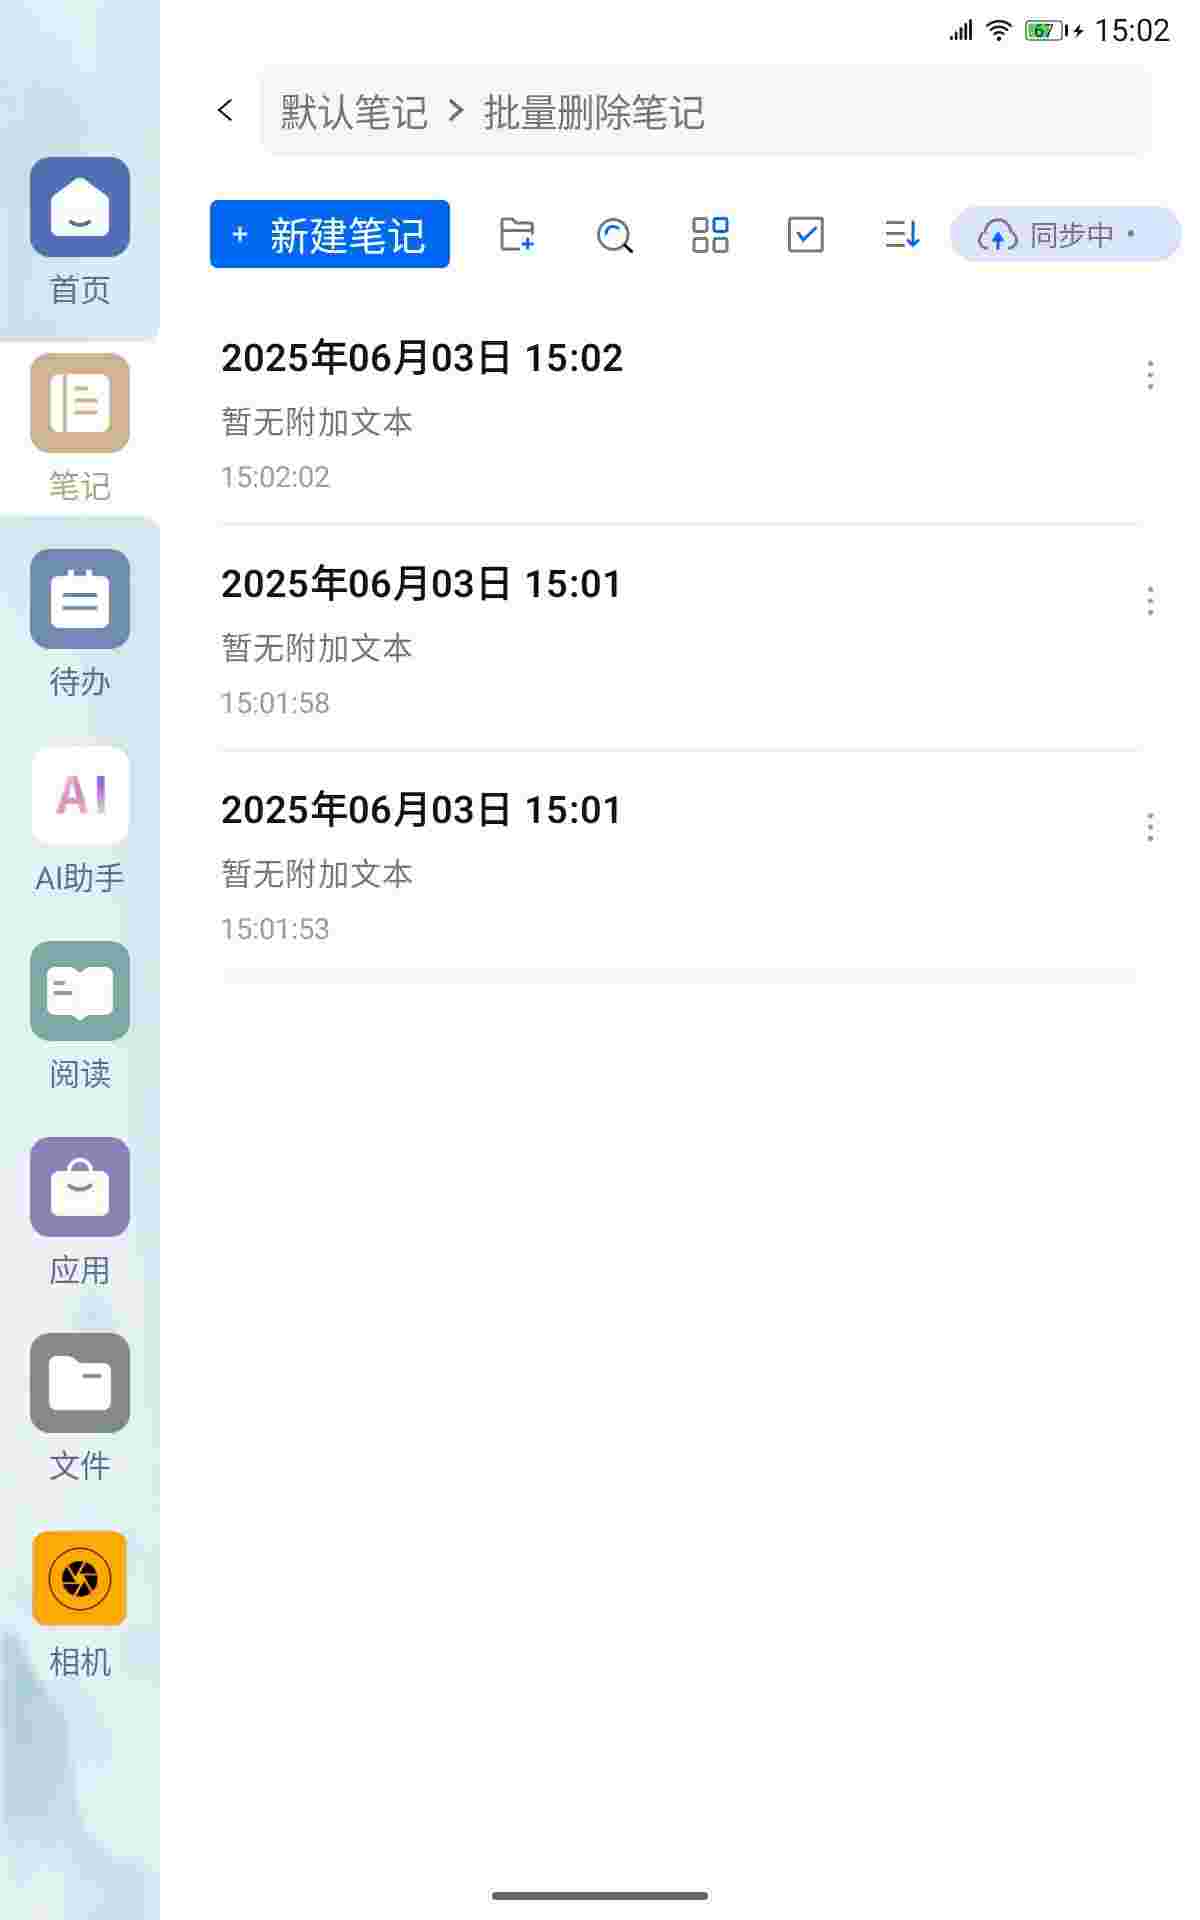 67 15:02
默认笔记 > 批量删除笔记
+ 新建笔记
同步中 ·
首页
笔记
待办
AI
AI助手
阅读
应用
文件
相机
2025年06月03日 15:02
暂无附加文本
15:02:02
2025年06月03日 15:01
暂无附加文本
15:01:58
2025年06月03日 15:01
暂无附加文本
15:01:53